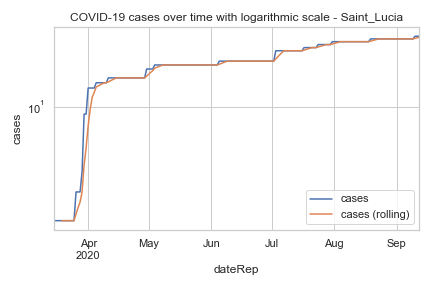 COVID-19 cases over time with logarithmic scale - Saint_Lucia
10¹
cases
cases
cases (rolling)
Apr May Jun Jul Aug Sep
2020
dateRep